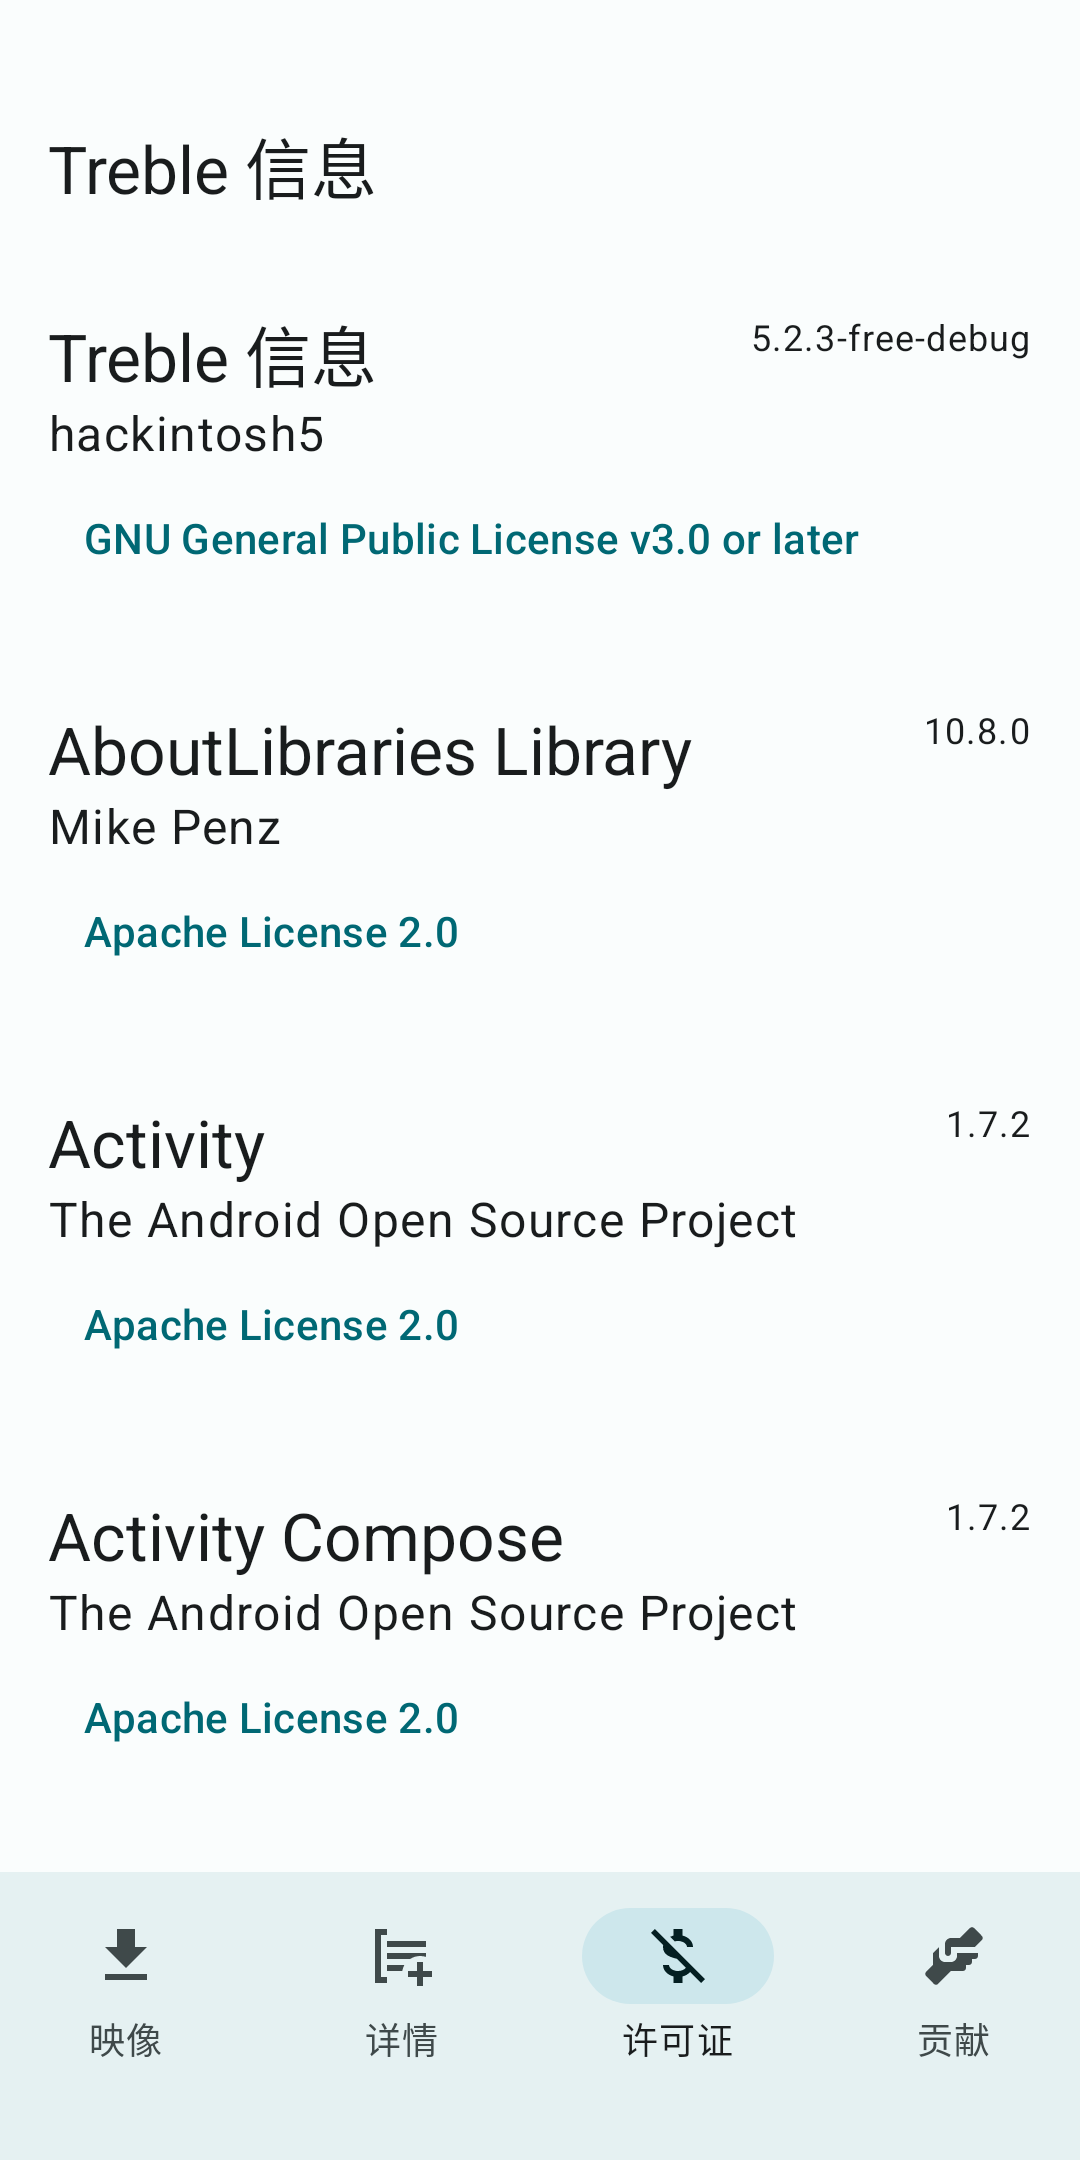 Treble 信息
Treble 信息
5.2.3-free-debug
hackintosh5
GNU General Public License v3.0 or later
AboutLibraries Library
10.8.0
Mike Penz
Apache License 2.0
Activity
1.7.2
The Android Open Source Project
Apache License 2.0
Activity Compose
1.7.2
The Android Open Source Project
Apache License 2.0
映像
详情
许可证
贡献